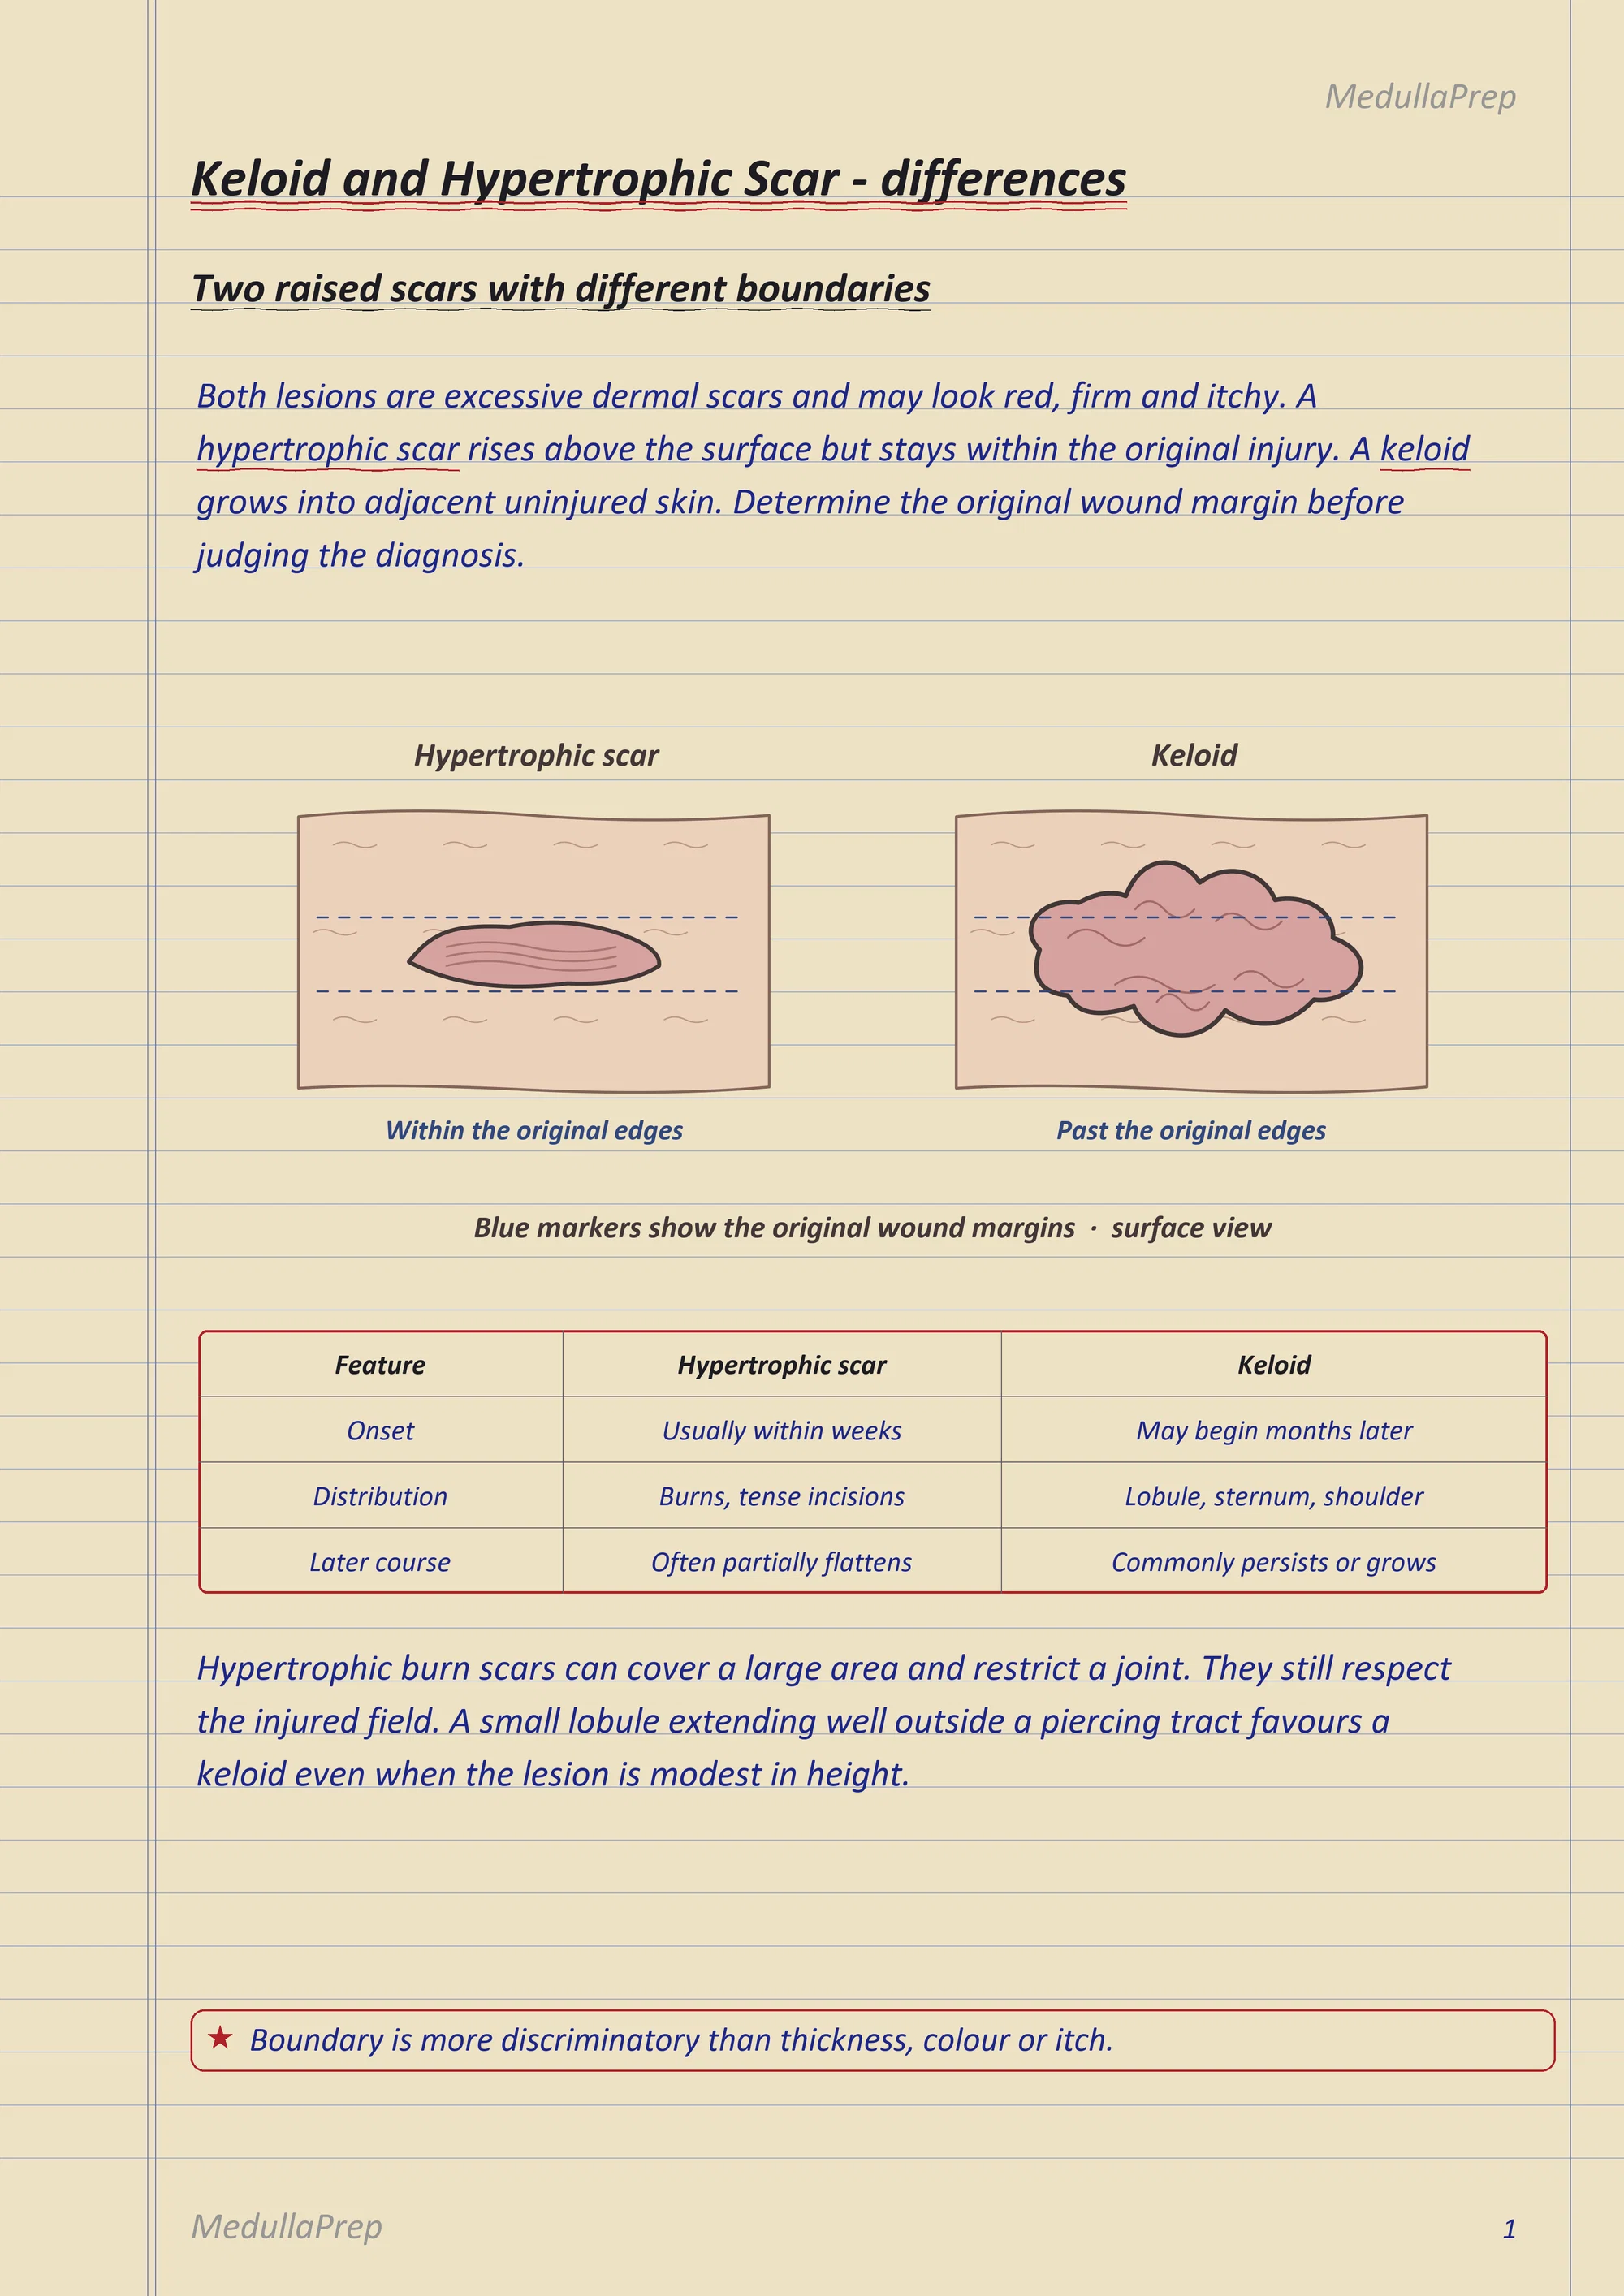 MedullaPrep
Keloid and Hypertrophic Scar - differences
Two raised scars with different boundaries
Both lesions are excessive dermal scars and may look red, firm and itchy. A
hypertrophic scar rises above the surface but stays within the original injury. A keloid
grows into adjacent uninjured skin. Determine the original wound margin before
judging the diagnosis.
Hypertrophic scar
Keloid
Within the original edges
Past the original edges
Blue markers show the original wound margins · surface view
Feature Hypertrophic scar Keloid
Onset Usually within weeks May begin months later
Distribution Burns, tense incisions Lobule, sternum, shoulder
Later course Often partially flattens Commonly persists or grows
Hypertrophic burn scars can cover a large area and restrict a joint. They still respect
the injured field. A small lobule extending well outside a piercing tract favours a
keloid even when the lesion is modest in height.
★ Boundary is more discriminatory than thickness, colour or itch.
MedullaPrep
1